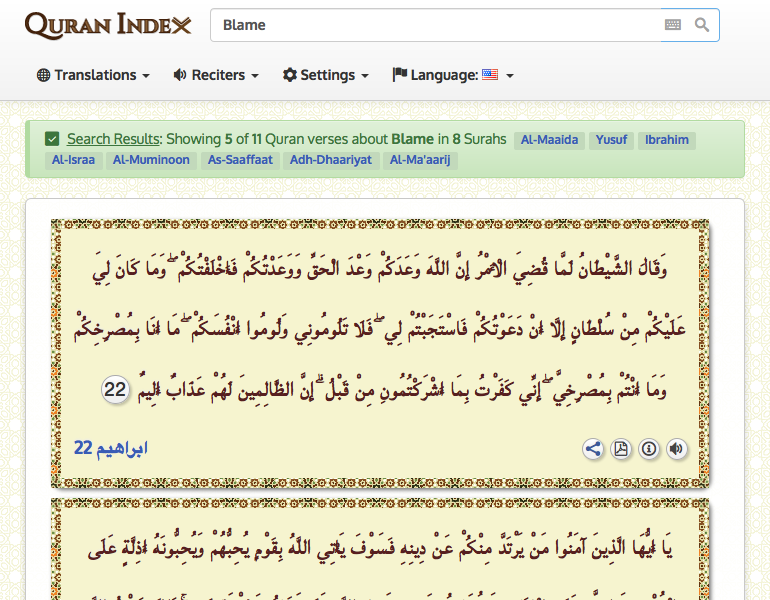 QURAN INDEX
Blame
Translations Reciters Settings Language:
Search Results: Showing 5 of 11 Quran verses about Blame in 8 Surahs Al-Maaida Yusuf Ibrahim
Al-Israa Al-Muminoon As-Saaffaat Adh-Dhaariyat Al-Ma'aarij
وَقَالَ الشَّيْطَانُ لَمَّا قُضِيَ الْأَمْرُ إِنَّ اللَّهَ وَعَدَكُمْ وَعْدَ الْحَقِّ وَوَعَدْتُكُمْ فَأَخْلَفْتُكُمْ ۖ وَمَا كَانَ لِيَ
عَلَيْكُمْ مِنْ سُلْطَانٍ إِلَّا أَنْ دَعَوْتُكُمْ فَاسْتَجَبْتُمْ لِي ۖ فَلَا تَلُومُونِي وَلُومُوا أَنْفُسَكُمْ ۖ مَا أَنَا بِمُصْرِخِكُمْ
وَمَا أَنْتُمْ بِمُصْرِخِيَّ ۖ إِنِّي كَفَرْتُ بِمَا أَشْرَكْتُمُونِ مِنْ قَبْلُ ۗ إِنَّ الظَّالِمِينَ لَهُمْ عَذَابٌ أَلِيمٌ 22
ابراهيم 22
يَا أَيُّهَا الَّذِينَ آمَنُوا مَنْ يَرْتَدَّ مِنْكُمْ عَنْ دِينِهِ فَسَوْفَ يَأْتِي اللَّهُ بِقَوْمٍ يُحِبُّهُمْ وَيُحِبُّونَهُ أَذِلَّةٍ عَلَى